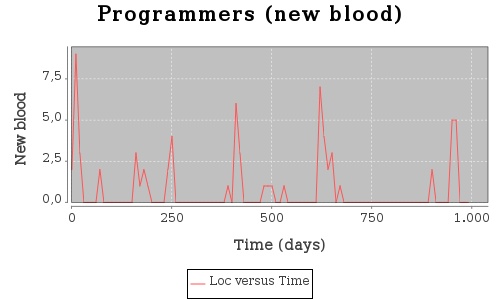 Programmers (new blood)
New blood
7,5
5,0
2,5
0,0
0 250 500 750 1.000
Time (days)
Loc versus Time